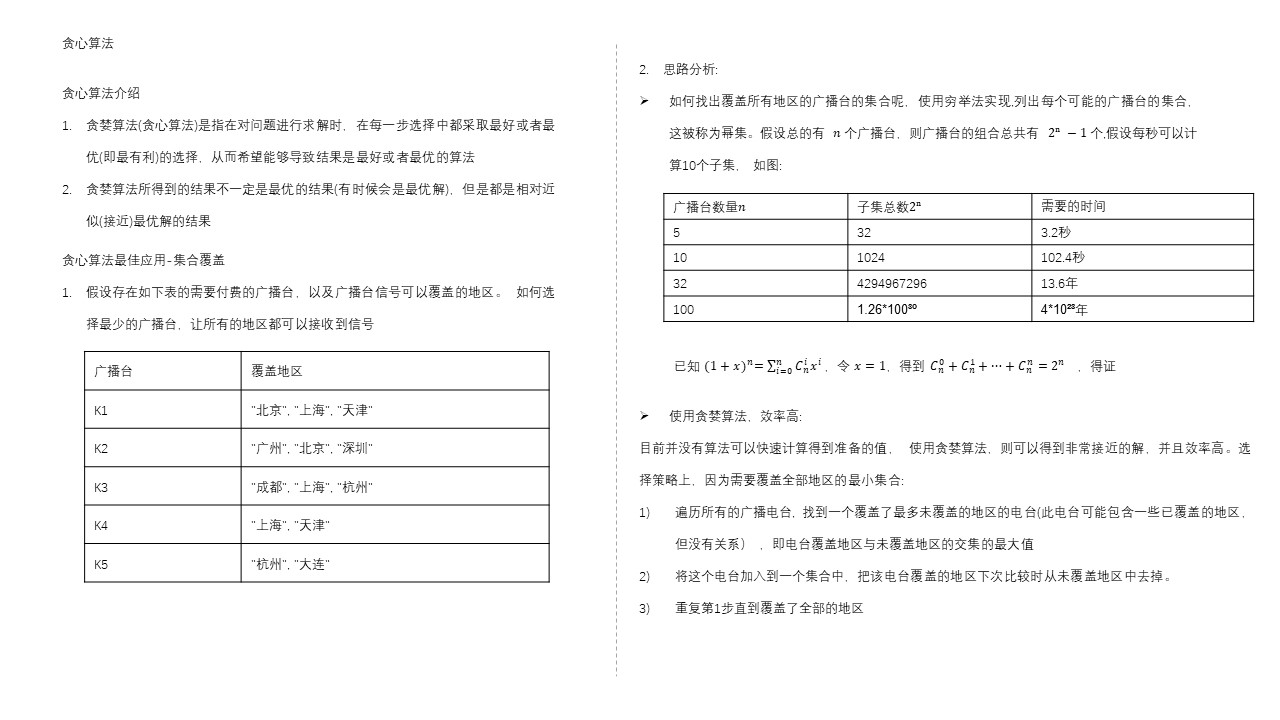 贪心算法
贪心算法介绍
1. 贪婪算法(贪心算法)是指在对问题进行求解时，在每一步选择中都采取最好或者最
优(即最有利)的选择，从而希望能够导致结果是最好或者最优的算法
2. 贪婪算法所得到的结果不一定是最优的结果(有时候会是最优解)，但是都是相对近
似(接近)最优解的结果
贪心算法最佳应用-集合覆盖
1. 假设存在如下表的需要付费的广播台，以及广播台信号可以覆盖的地区。 如何选
择最少的广播台，让所有的地区都可以接收到信号
广播台 覆盖地区
K1 "北京", "上海", "天津"
K2 "广州", "北京", "深圳"
K3 "成都", "上海", "杭州"
K4 "上海", "天津"
K5 "杭州", "大连"
2. 思路分析:
➢ 如何找出覆盖所有地区的广播台的集合呢，使用穷举法实现,列出每个可能的广播台的集合，
这被称为幂集。假设总的有 n 个广播台，则广播台的组合总共有 2ⁿ − 1 个,假设每秒可以计
算10个子集， 如图:
广播台数量n 子集总数2ⁿ 需要的时间
5 32 3.2秒
10 1024 102.4秒
32 4294967296 13.6年
100 1.26*100³⁰ 4*10²³年
已知 (1 + x)ⁿ= ∑ⁿᵢ₌₀ Cₙⁱxⁱ，令 x = 1，得到 Cₙ⁰ + Cₙ¹ + ⋯ + Cₙⁿ = 2ⁿ ，得证
➢ 使用贪婪算法，效率高:
目前并没有算法可以快速计算得到准备的值， 使用贪婪算法，则可以得到非常接近的解，并且效率高。选
择策略上，因为需要覆盖全部地区的最小集合:
1) 遍历所有的广播电台, 找到一个覆盖了最多未覆盖的地区的电台(此电台可能包含一些已覆盖的地区，
但没有关系） ，即电台覆盖地区与未覆盖地区的交集的最大值
2) 将这个电台加入到一个集合中，把该电台覆盖的地区下次比较时从未覆盖地区中去掉。
3) 重复第1步直到覆盖了全部的地区